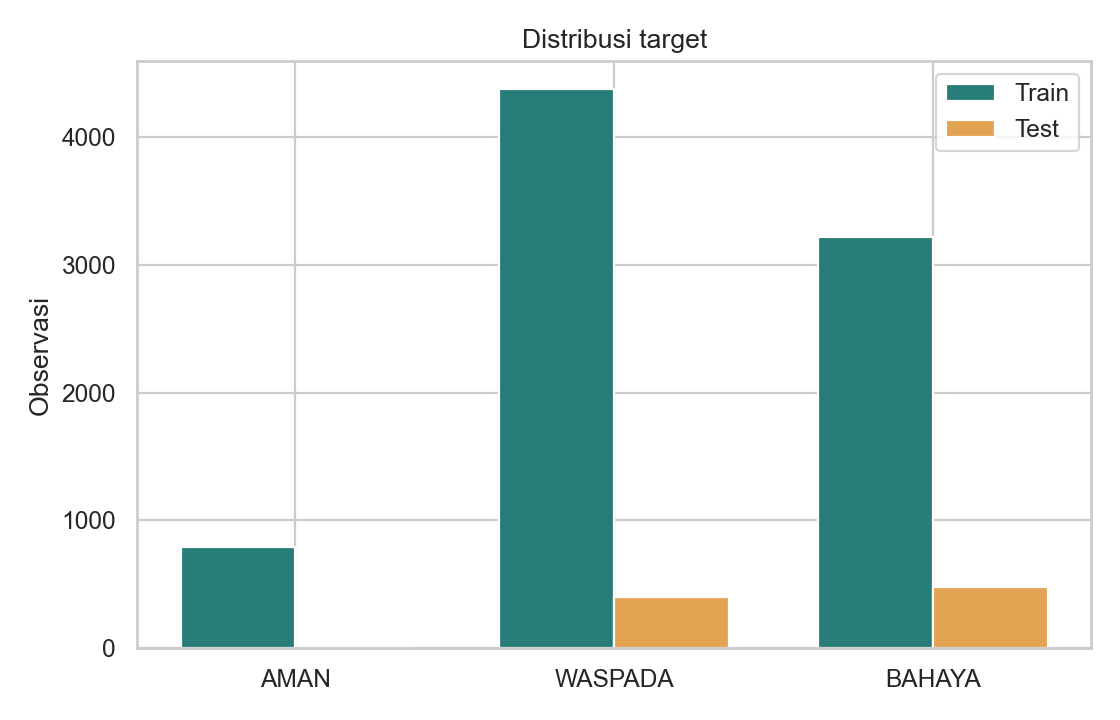 Distribusi target
Train
Test
Observasi
4000
3000
2000
1000
0
AMAN
WASPADA
BAHAYA